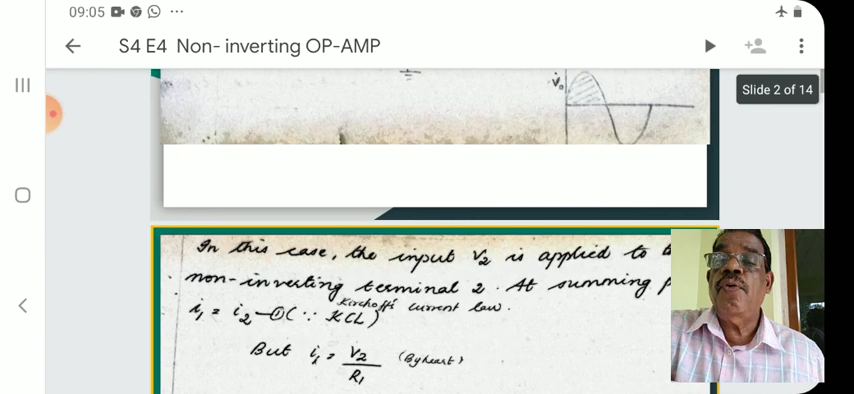 09:05
S4 E4 Non- inverting OP-AMP
Slide 2 of 14
V₀
In this case, the input V₂ is applied to
non-inverting terminal 2. At summing
Kirchoff's current law.
i₁ = i₂ —① (∵ KCL)
But i₁ = V₂ / R₁ (By heart)